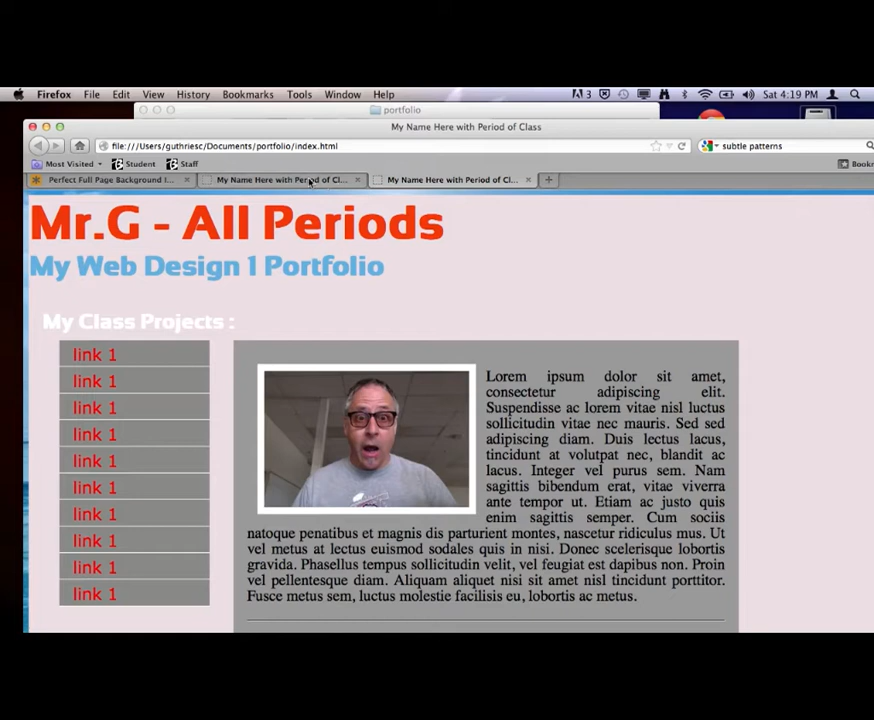 Firefox File Edit View History Bookmarks Tools Window Help 3 Sat 4:19 PM
portfolio
My Name Here with Period of Class
file:///Users/guthriesc/Documents/portfolio/index.html subtle patterns
Most Visited Student Staff
Perfect Full Page Background I... My Name Here with Period of Cl... My Name Here with Period of Cl...
Mr.G - All Periods
My Web Design 1 Portfolio
My Class Projects :
link 1
link 1
link 1
link 1
link 1
link 1
link 1
link 1
link 1
link 1
Lorem ipsum dolor sit amet,
consectetur adipiscing elit.
Suspendisse ac lorem vitae nisl luctus
sollicitudin vitae nec mauris. Sed sed
adipiscing diam. Duis lectus lacus,
tincidunt at volutpat nec, blandit ac
lacus. Integer vel purus sem. Nam
sagittis bibendum erat, vitae viverra
ante tempor ut. Etiam ac justo quis
enim sagittis semper. Cum sociis
natoque penatibus et magnis dis parturient montes, nascetur ridiculus mus. Ut
vel metus at lectus euismod sodales quis in nisi. Donec scelerisque lobortis
gravida. Phasellus tempus sollicitudin velit, vel feugiat est dapibus non. Proin
vel pellentesque diam. Aliquam aliquet nisi sit amet nisl tincidunt porttitor.
Fusce metus sem, luctus molestie facilisis eu, lobortis ac metus.